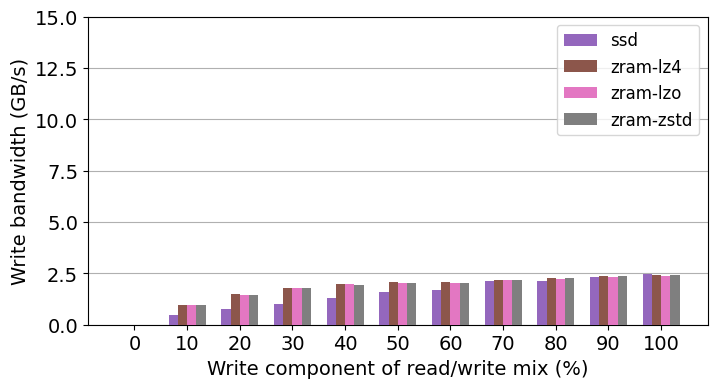 15.0
12.5
10.0
7.5
5.0
2.5
0.0
Write bandwidth (GB/s)
ssd
zram-lz4
zram-lzo
zram-zstd
0 10 20 30 40 50 60 70 80 90 100
Write component of read/write mix (%)